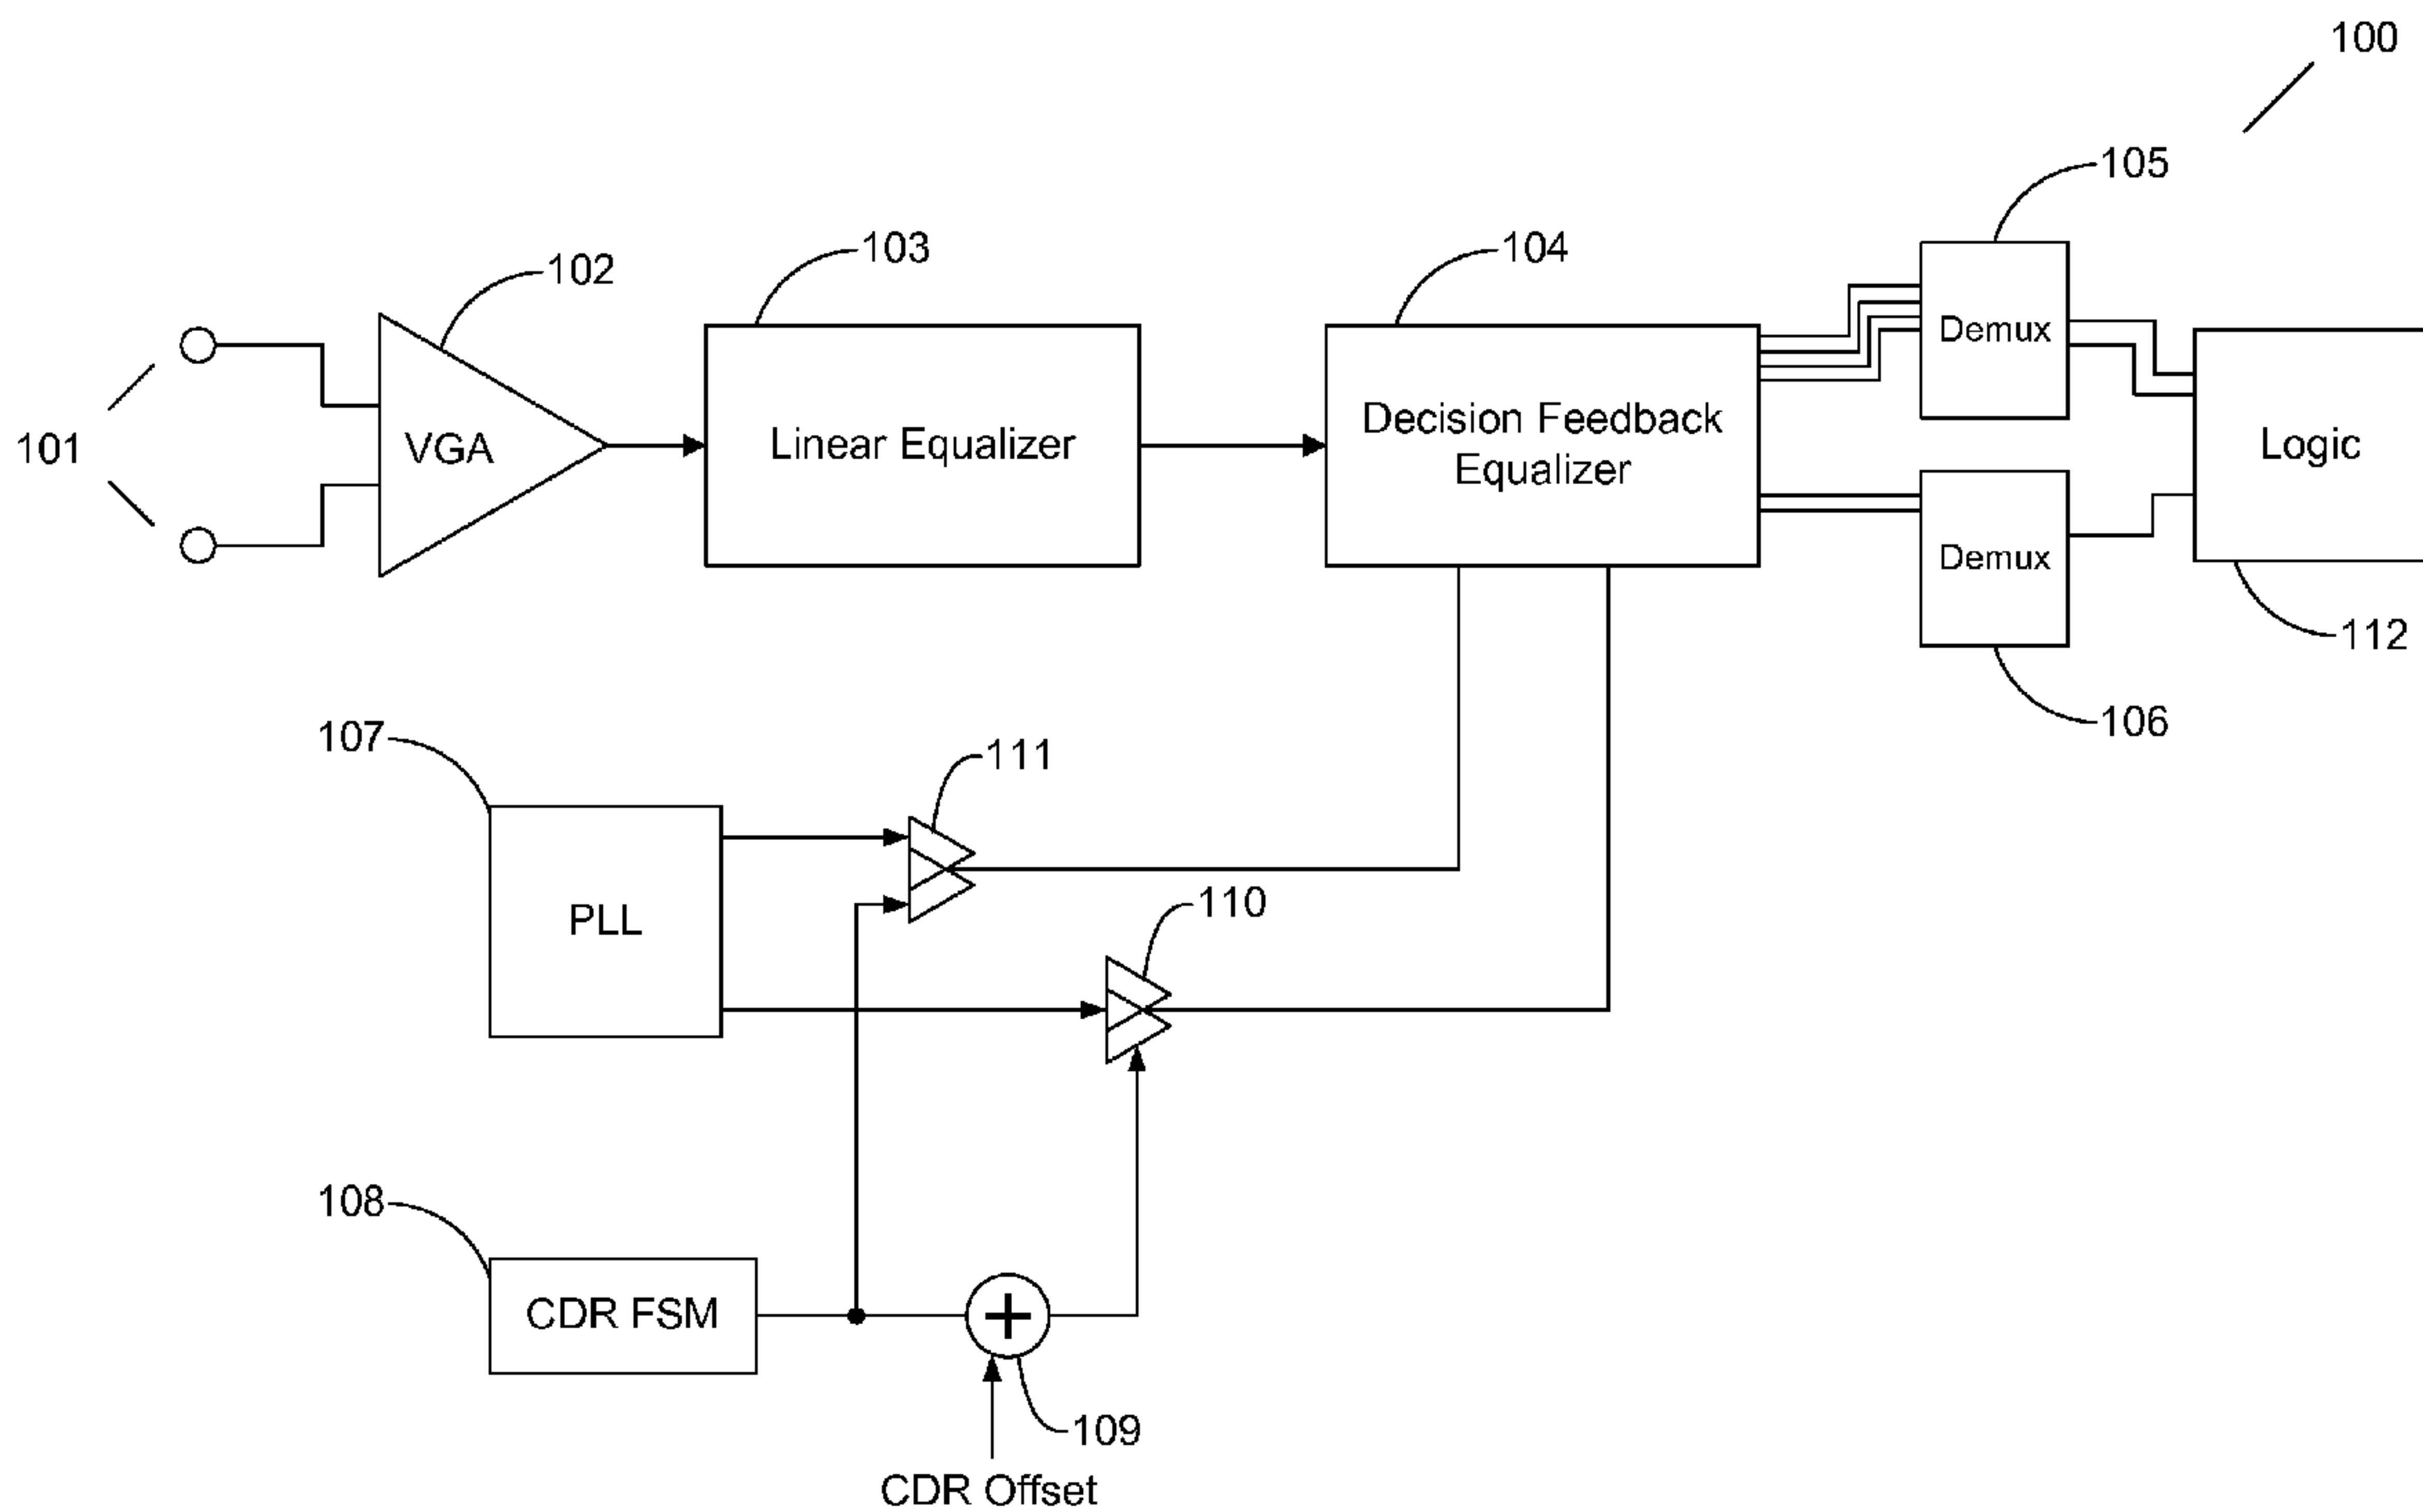 100
105
103
104
102
Demux
101
VGA
Linear Equalizer
Decision Feedback
Equalizer
Logic
Demux
112
106
107
111
110
PLL
108
CDR FSM
+
109
CDR Offset